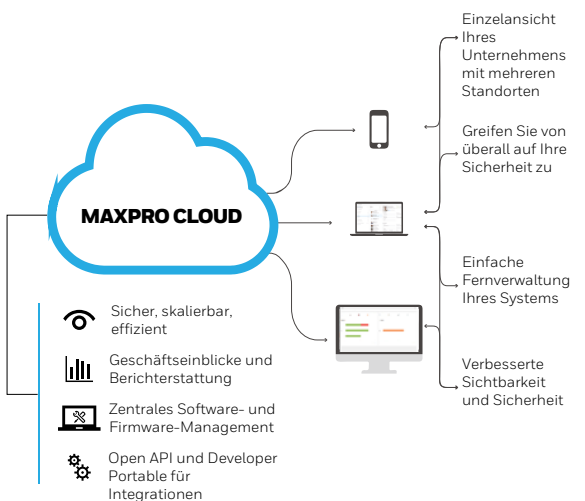 Einzelansicht
Ihres
Unternehmens
mit mehreren
Standorten
Greifen Sie von
überall auf Ihre
Sicherheit zu
MAXPRO CLOUD
Einfache
Fernverwaltung
Ihres Systems
Verbesserte
Sichtbarkeit
und Sicherheit
Sicher, skalierbar,
effizient
Geschäftseinblicke und
Berichterstattung
Zentrales Software- und
Firmware-Management
Open API und Developer
Portable für
Integrationen